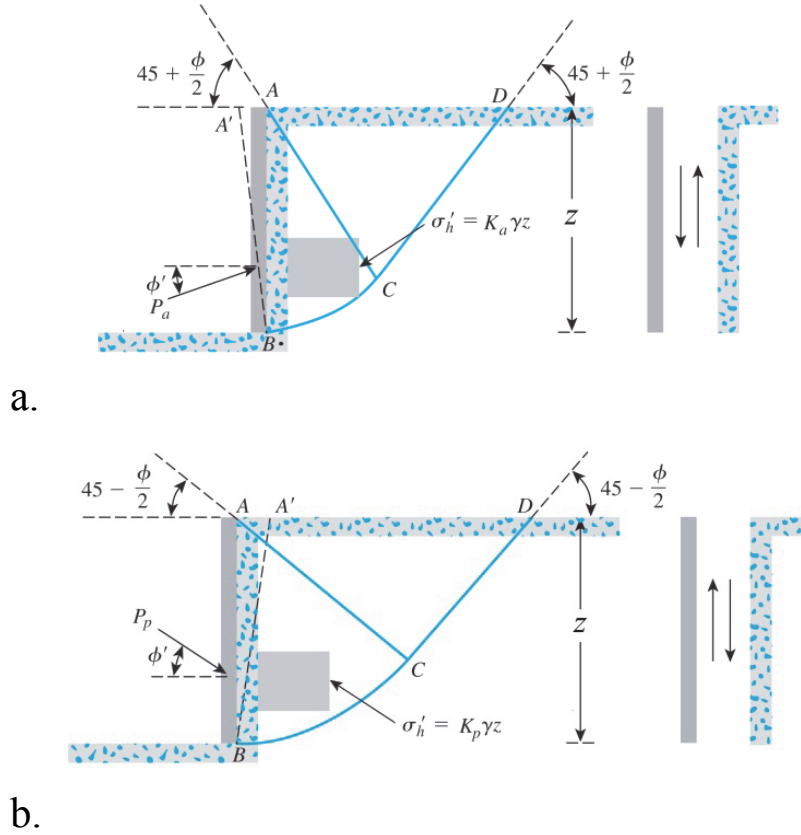 45 + ϕ/2
A
D
45 + ϕ/2
A′
σ′h = Kaγz
z
ϕ′
Pa
C
B
a.
45 − ϕ/2
A
A′
D
45 − ϕ/2
Pp
z
ϕ′
C
σ′h = Kpγz
B
b.